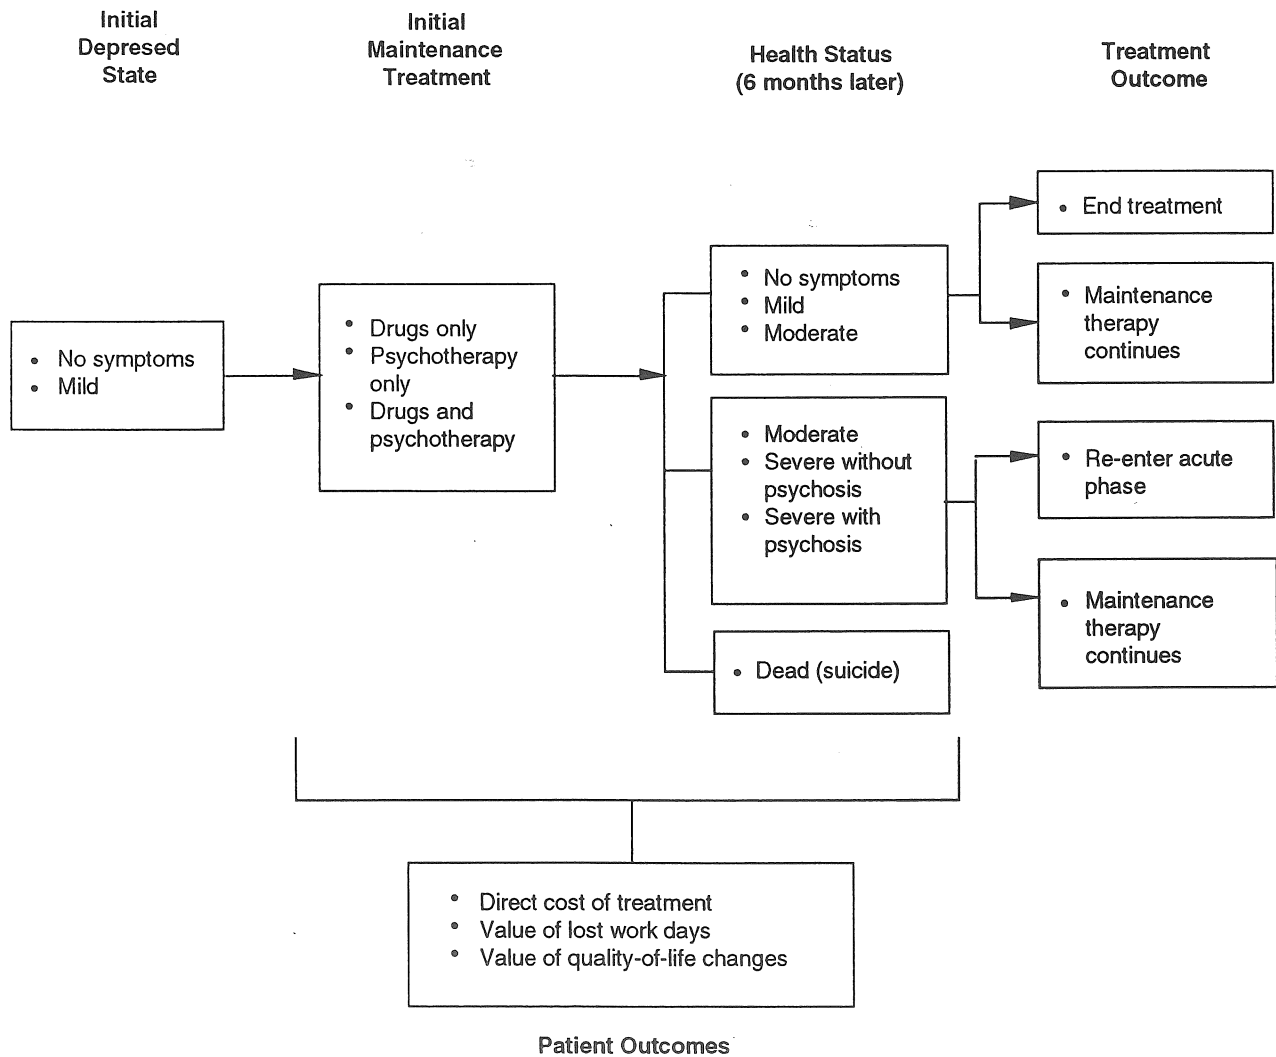 Initial
Depresed
State
Initial
Maintenance
Treatment
Health Status
(6 months later)
Treatment
Outcome
• No symptoms
• Mild
• Drugs only
• Psychotherapy
only
• Drugs and
psychotherapy
• No symptoms
• Mild
• Moderate
• Moderate
• Severe without
psychosis
• Severe with
psychosis
• Dead (suicide)
• End treatment
• Maintenance
therapy
continues
• Re-enter acute
phase
• Maintenance
therapy
continues
• Direct cost of treatment
• Value of lost work days
• Value of quality-of-life changes
Patient Outcomes